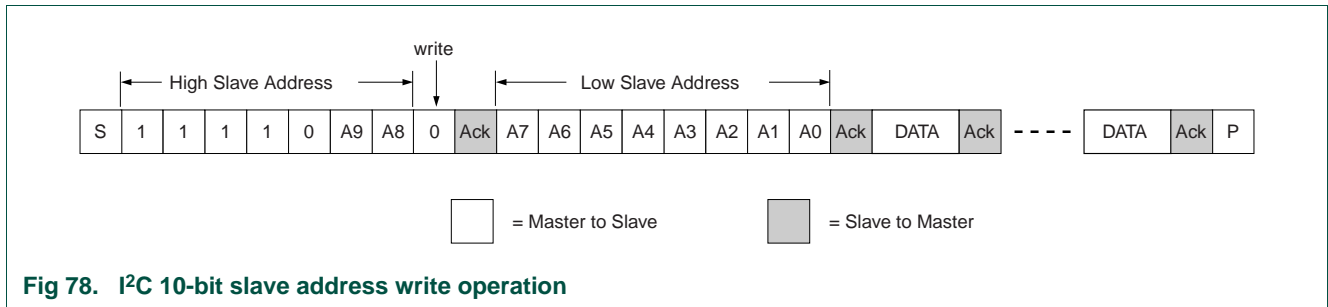 write
High Slave Address
Low Slave Address
S 1 1 1 1 0 A9 A8 0 Ack A7 A6 A5 A4 A3 A2 A1 A0 Ack DATA Ack DATA Ack P
= Master to Slave
= Slave to Master
Fig 78. I²C 10-bit slave address write operation